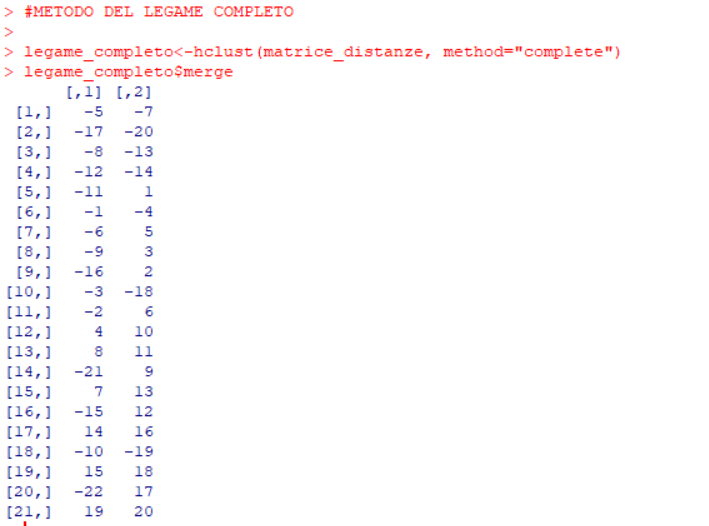 > #METODO DEL LEGAME COMPLETO
>
> legame_completo<-hclust(matrice_distanze, method="complete")
> legame_completo$merge
      [,1] [,2]
 [1,]   -5   -7
 [2,]  -17  -20
 [3,]   -8  -13
 [4,]  -12  -14
 [5,]  -11    1
 [6,]   -1   -4
 [7,]   -6    5
 [8,]   -9    3
 [9,]  -16    2
[10,]   -3  -18
[11,]   -2    6
[12,]    4   10
[13,]    8   11
[14,]  -21    9
[15,]    7   13
[16,]  -15   12
[17,]   14   16
[18,]  -10  -19
[19,]   15   18
[20,]  -22   17
[21,]   19   20